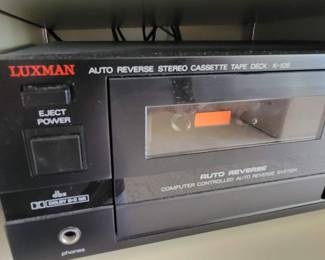 LUXMAN
AUTO REVERSE STEREO CASSETTE TAPE DECK K-105
EJECT
POWER
AUTO REVERSE
COMPUTER CONTROLLED AUTO REVERSE SYSTEM
dbx
DOLBY B-C NR
phones